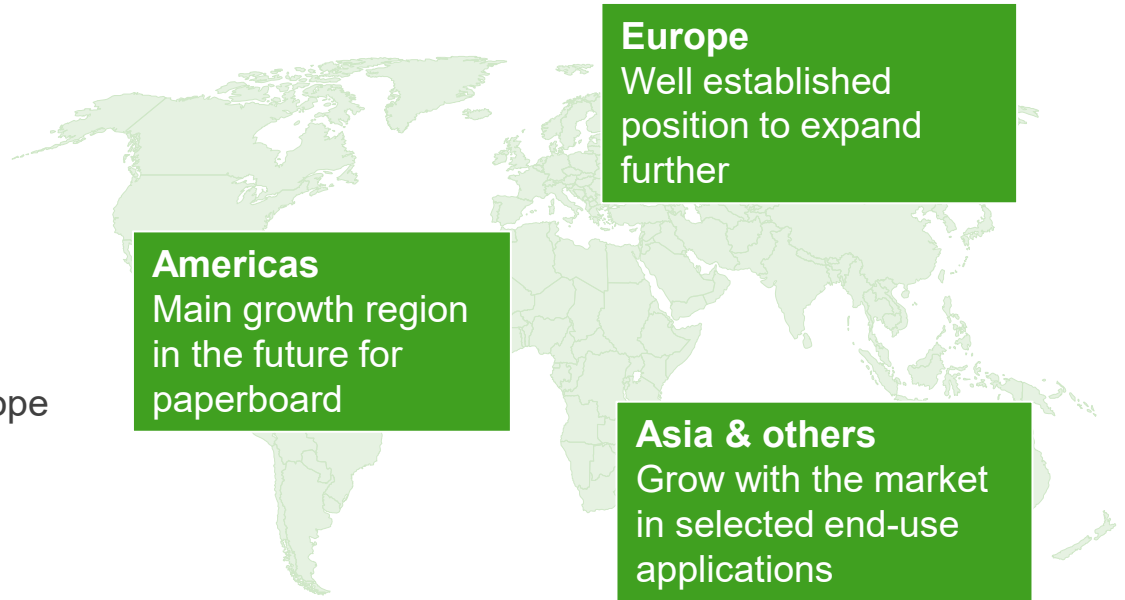 Europe
Well established
position to expand
further
Americas
Main growth region
in the future for
paperboard
ope
Asia & others
Grow with the market
in selected end-use
applications